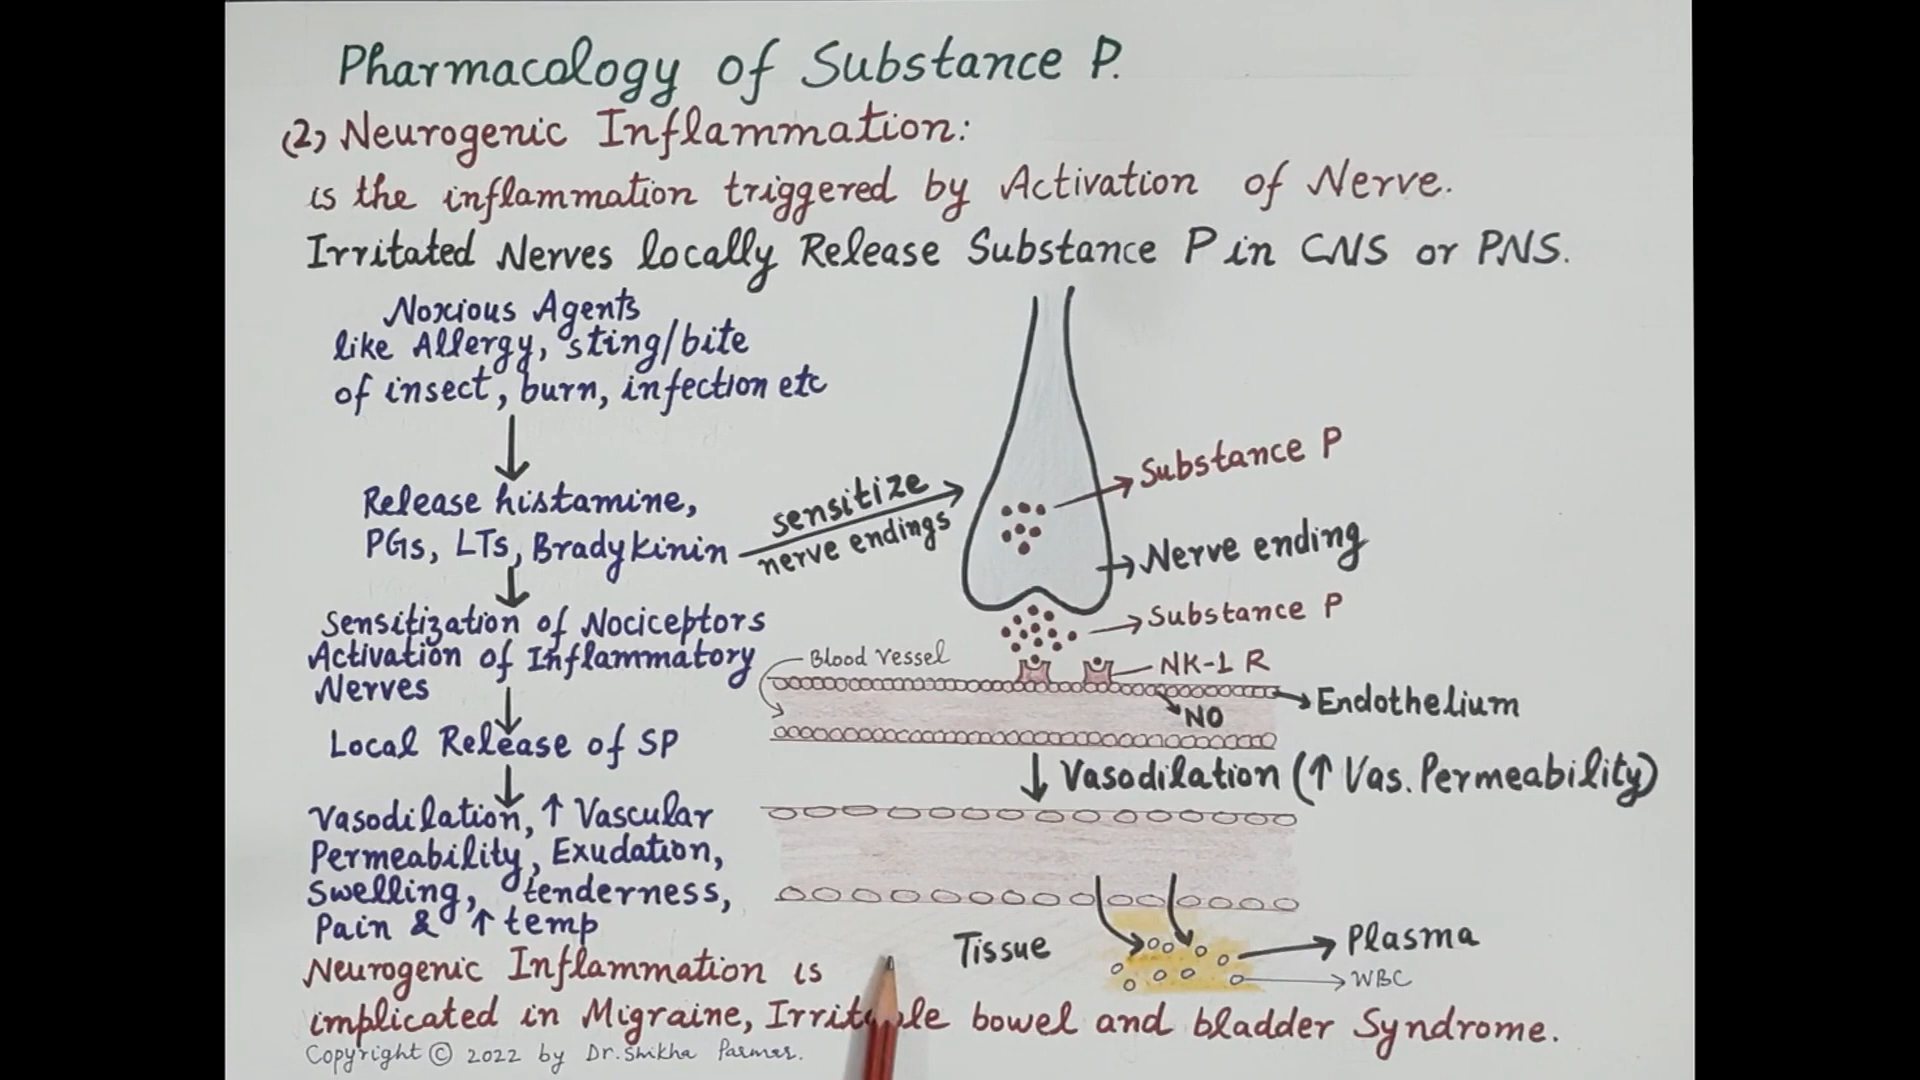 Pharmacology of Substance P.
(2) Neurogenic Inflammation:
is the inflammation triggered by Activation of Nerve.
Irritated Nerves locally Release Substance P in CNS or PNS.
Noxious Agents
like Allergy, sting/bite
of insect, burn, infection etc
Release histamine,
PGs, LTs, Bradykinin
sensitize
nerve endings
Sensitization of Nociceptors
Activation of Inflammatory
Nerves
Local Release of SP
Vasodilation, ↑ Vascular
Permeability, Exudation,
Swelling, tenderness,
Pain & ↑ temp
Substance P
Nerve ending
Substance P
Blood Vessel
NK-1 R
Endothelium
NO
Vasodilation (↑ Vas. Permeability)
Tissue
Plasma
WBC
Neurogenic Inflammation is
implicated in Migraine, Irritable bowel and bladder Syndrome.
Copyright © 2022 by Dr. Shikha Parmar.